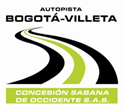 AUTOPISTA
BOGOTÁ-VILLETA
CONCESIÓN SABANA
DE OCCIDENTE S.A.S.